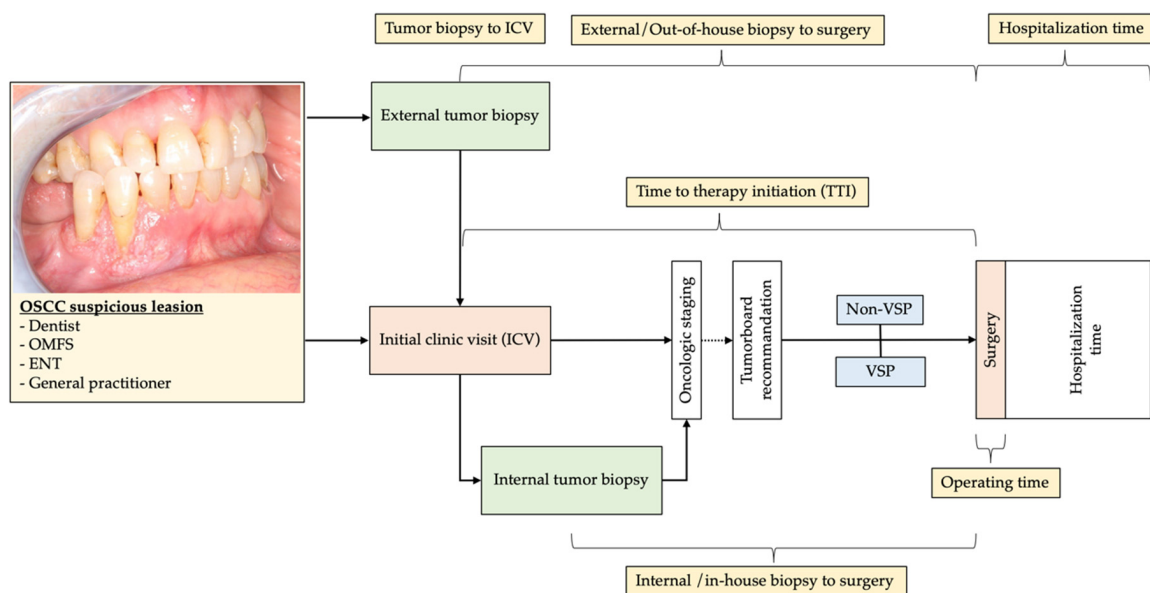 Tumor biopsy to ICV
External/Out-of-house biopsy to surgery
Hospitalization time
External tumor biopsy
Time to therapy initiation (TTI)
OSCC suspicious leasion
- Dentist
- OMFS
- ENT
- General practitioner
Initial clinic visit (ICV)
Oncologic staging
Tumorboard
recommandation
Non-VSP
VSP
Surgery
Hospitalization
time
Internal tumor biopsy
Operating time
Internal /in-house biopsy to surgery